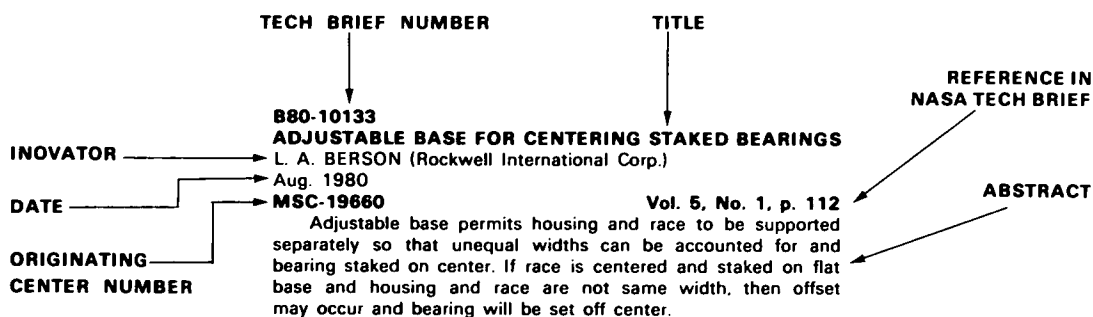 TECH BRIEF NUMBER
TITLE
REFERENCE IN
NASA TECH BRIEF
B80-10133
ADJUSTABLE BASE FOR CENTERING STAKED BEARINGS
INOVATOR
L. A. BERSON (Rockwell International Corp.)
DATE
Aug. 1980
ABSTRACT
MSC-19660 Vol. 5, No. 1, p. 112
ORIGINATING
CENTER NUMBER
Adjustable base permits housing and race to be supported
separately so that unequal widths can be accounted for and
bearing staked on center. If race is centered and staked on flat
base and housing and race are not same width, then offset
may occur and bearing will be set off center.